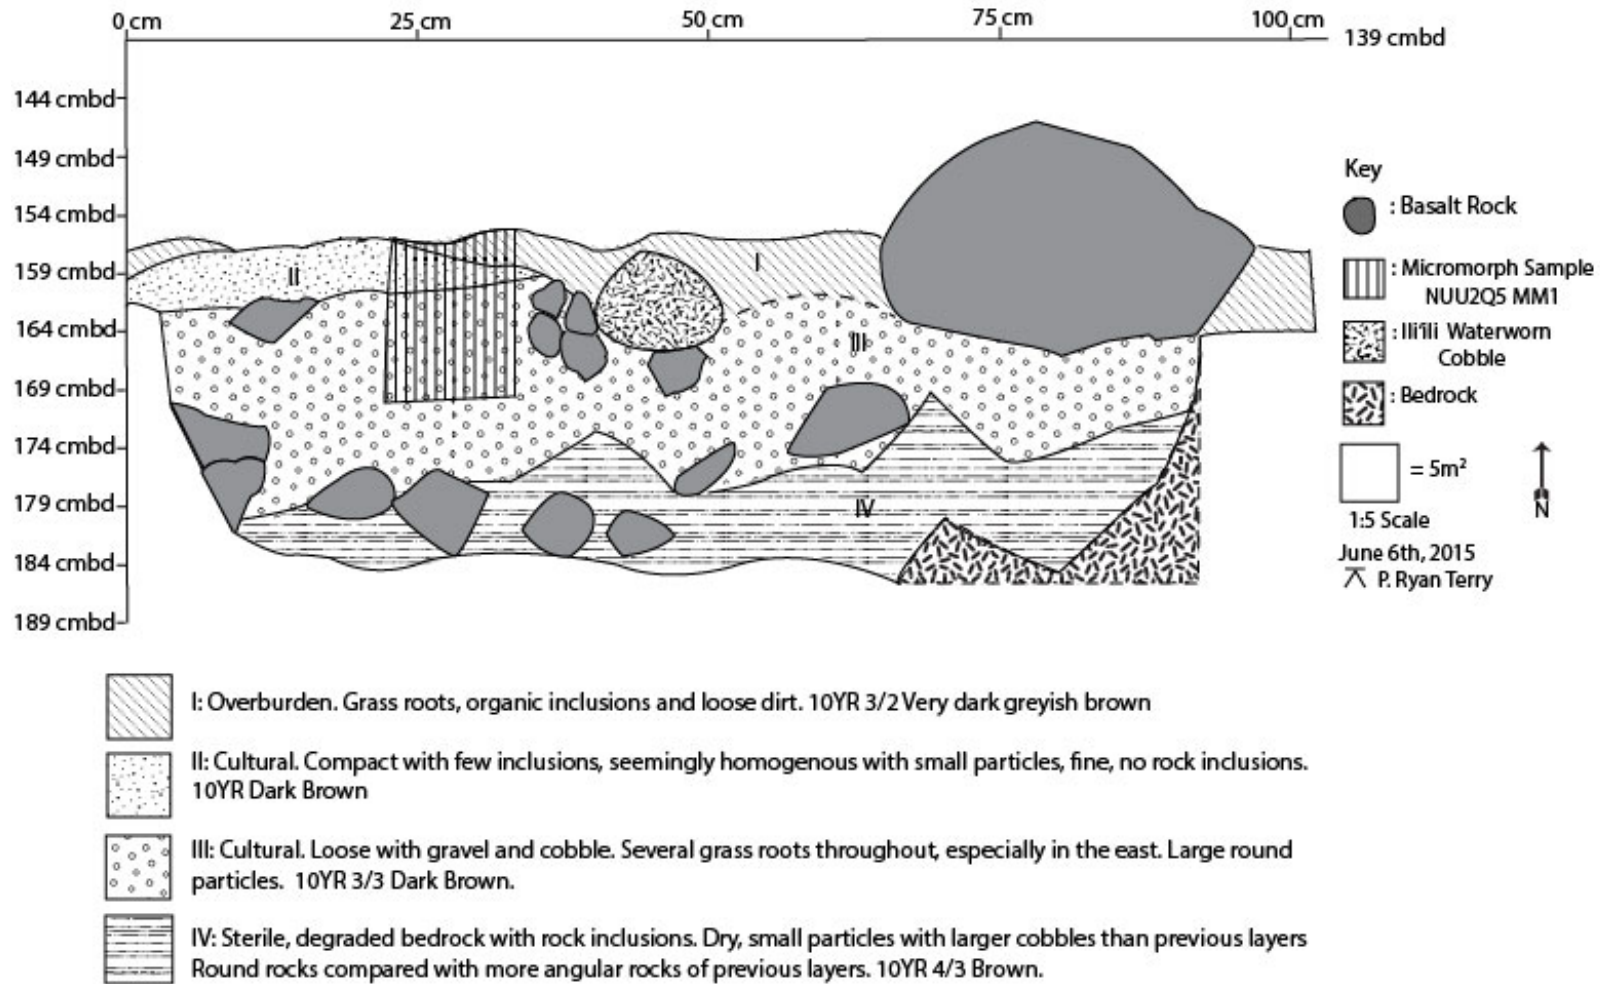 0 cm 25 cm 50 cm 75 cm 100 cm
139 cmbd
144 cmbd
149 cmbd
154 cmbd
159 cmbd
164 cmbd
169 cmbd
174 cmbd
179 cmbd
184 cmbd
189 cmbd
II
I
III
IV
Key
: Basalt Rock
: Micromorph Sample
NUU2Q5 MM1
: Ili'ili Waterworn
Cobble
: Bedrock
= 5m²
1:5 Scale
N
June 6th, 2015
P. Ryan Terry
I: Overburden. Grass roots, organic inclusions and loose dirt. 10YR 3/2 Very dark greyish brown
II: Cultural. Compact with few inclusions, seemingly homogenous with small particles, fine, no rock inclusions.
10YR Dark Brown
III: Cultural. Loose with gravel and cobble. Several grass roots throughout, especially in the east. Large round
particles. 10YR 3/3 Dark Brown.
IV: Sterile, degraded bedrock with rock inclusions. Dry, small particles with larger cobbles than previous layers
Round rocks compared with more angular rocks of previous layers. 10YR 4/3 Brown.